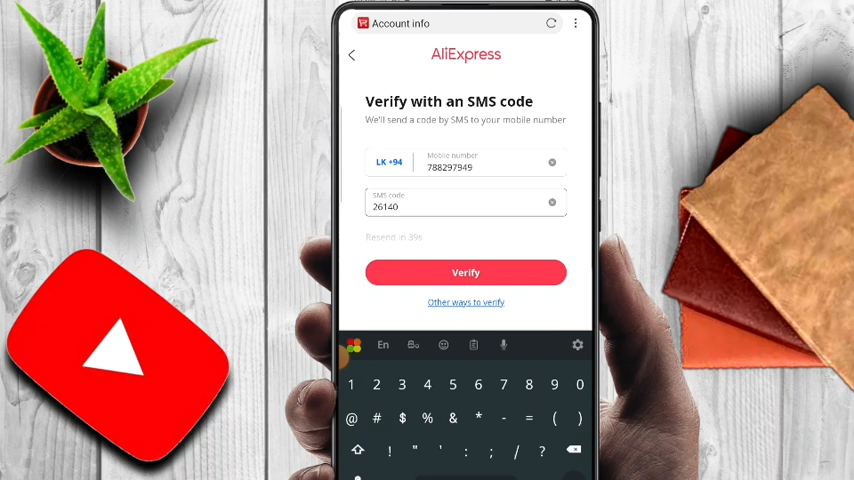 Account info
AliExpress
Verify with an SMS code
We'll send a code by SMS to your mobile number
LK +94
Mobile number
788297949
SMS code
26140
Resend in 39s
Verify
Other ways to verify
En
1 2 3 4 5 6 7 8 9 0
@ # $ % & * - = ( )
! " ' : ; / ?